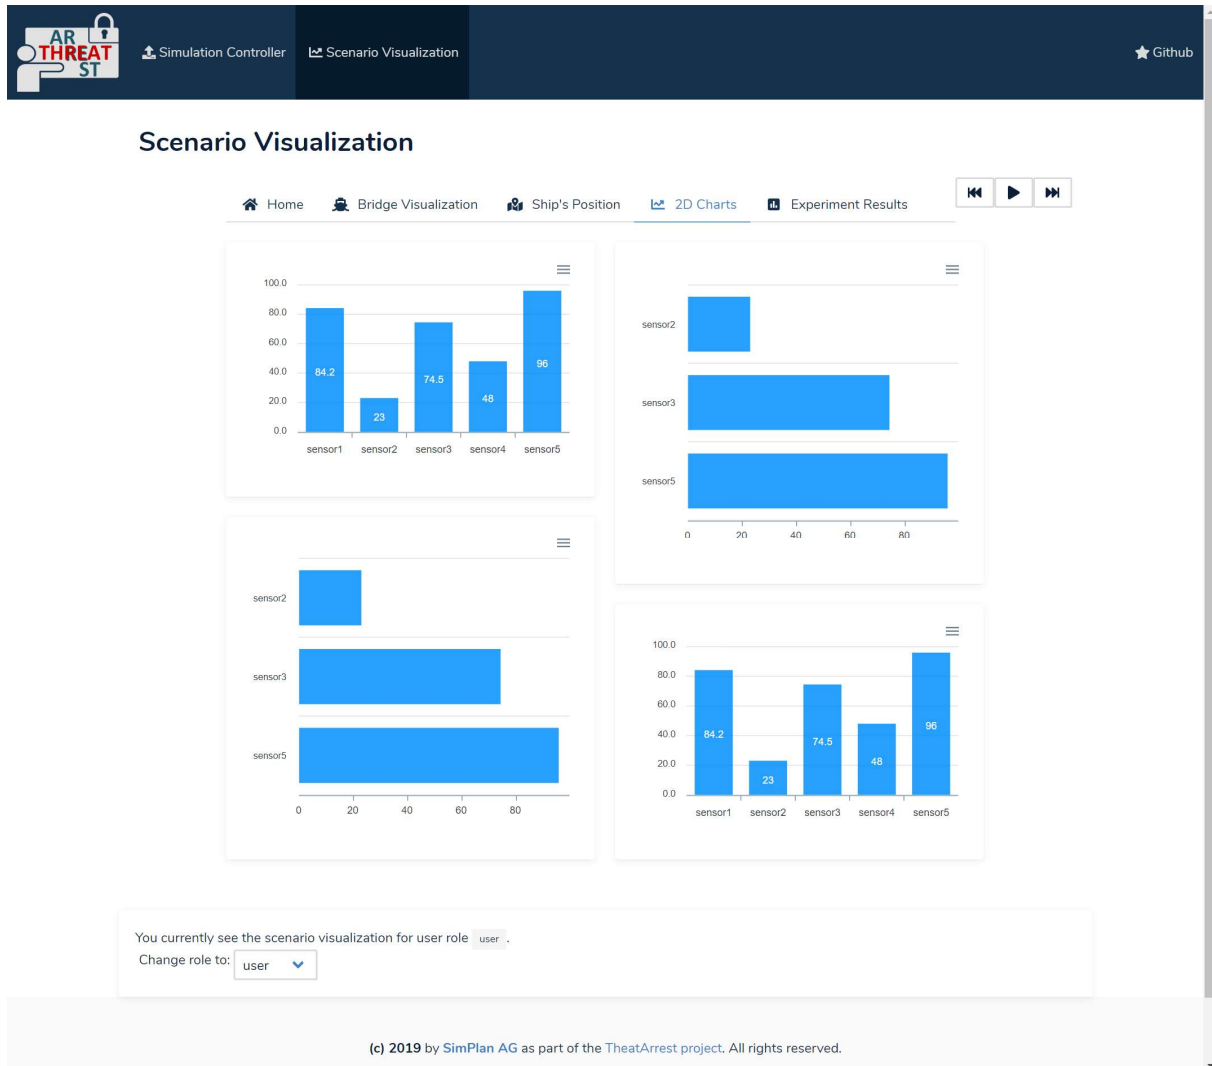 AR
THREAT
ST
Simulation Controller
Scenario Visualization
Github
Scenario Visualization
Home
Bridge Visualization
Ship's Position
2D Charts
Experiment Results
100.0
80.0
60.0
40.0
20.0
0.0
84.2
23
74.5
48
96
sensor1 sensor2 sensor3 sensor4 sensor5
sensor2
sensor3
sensor5
0 20 40 60 80
sensor2
sensor3
sensor5
0 20 40 60 80
100.0
80.0
60.0
40.0
20.0
0.0
84.2
23
74.5
48
96
sensor1 sensor2 sensor3 sensor4 sensor5
You currently see the scenario visualization for user role user .
Change role to: user
(c) 2019 by SimPlan AG as part of the TheatArrest project. All rights reserved.